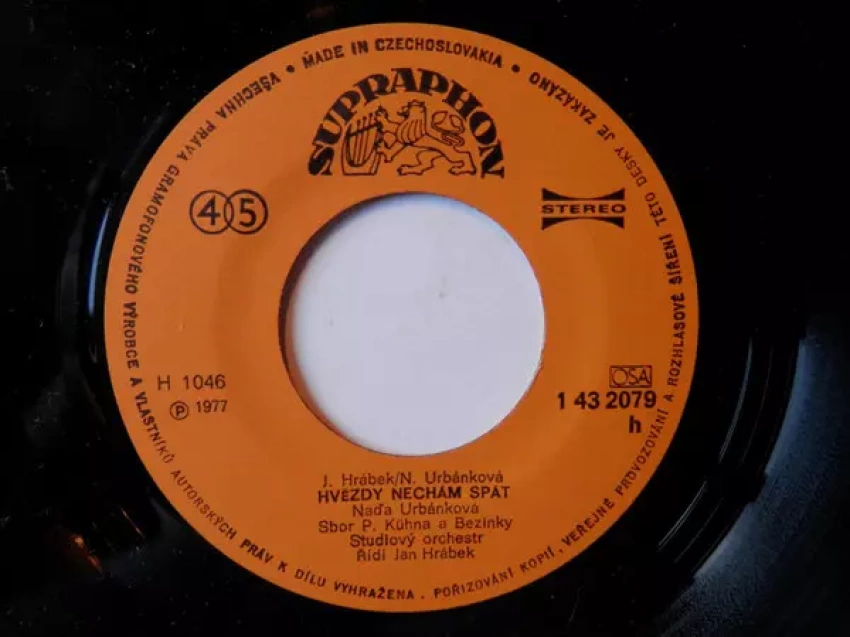 VŠECHNA PRÁVA GRAMOFONOVÉHO VÝROBCE A VLASTNÍKŮ AUTORSKÝCH PRÁV K DÍLU VYHRAŽENA. POŘIZOVÁNÍ KOPIÍ, VEŘEJNÉ PROVOZOVÁNÍ A ROZHLASOVÉ ŠÍŘENÍ TÉTO DESKY JE ZAKÁZÁNO • MADE IN CZECHOSLOVAKIA •
SUPRAPHON
45
STEREO
H 1046
Ⓟ 1977
OSA
1 43 2079
h
J. Hrábek/N. Urbánková
HVĚZDY NECHÁM SPÁT
Naďa Urbánková
Sbor P. Kühna a Bezinky
Studiový orchestr
Řídí Jan Hrábek